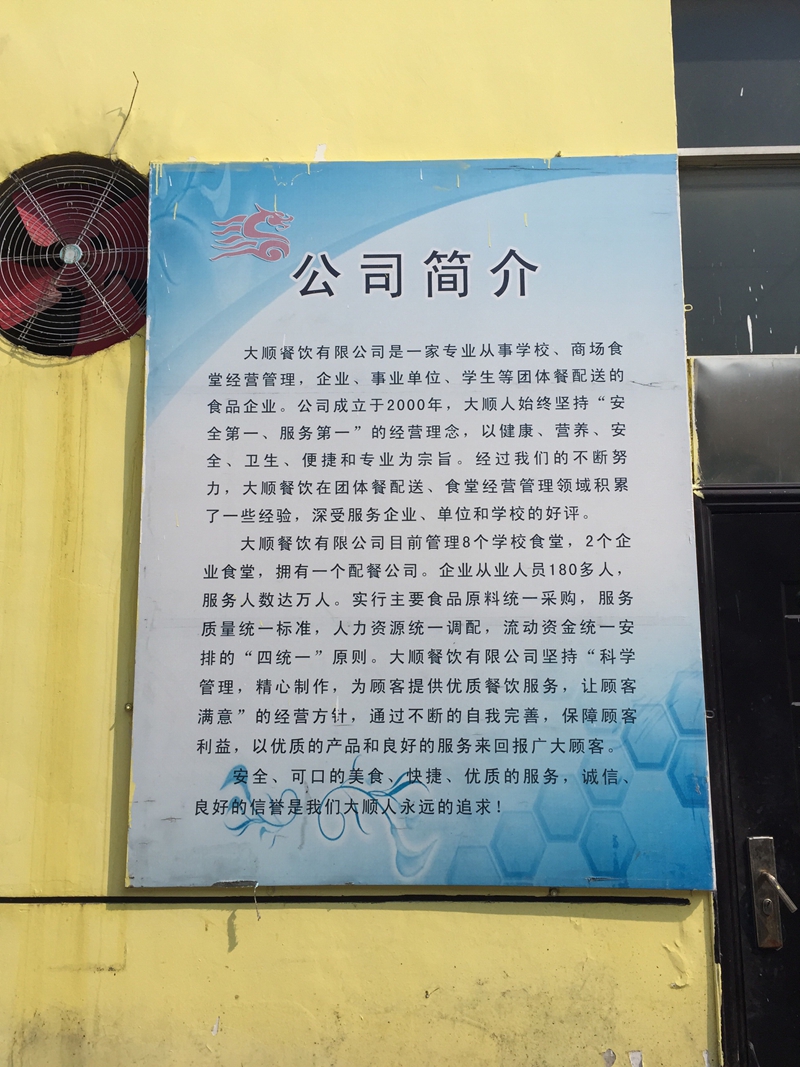 公司简介
大顺餐饮有限公司是一家专业从事学校、商场食
堂经营管理，企业、事业单位、学生等团体餐配送的
食品企业。公司成立于2000年，大顺人始终坚持“安
全第一、服务第一”的经营理念，以健康、营养、安
全、卫生、便捷和专业为宗旨。经过我们的不断努
力，大顺餐饮在团体餐配送、食堂经营管理领域积累
了一些经验，深受服务企业、单位和学校的好评。
大顺餐饮有限公司目前管理8个学校食堂，2个企
业食堂，拥有一个配餐公司。企业从业人员180多人，
服务人数达万人。实行主要食品原料统一采购，服务
质量统一标准，人力资源统一调配，流动资金统一安
排的“四统一”原则。大顺餐饮有限公司坚持“科学
管理，精心制作，为顾客提供优质餐饮服务，让顾客
满意”的经营方针，通过不断的自我完善，保障顾客
利益，以优质的产品和良好的服务来回报广大顾客。
安全、可口的美食、快捷、优质的服务，诚信、
良好的信誉是我们大顺人永远的追求！